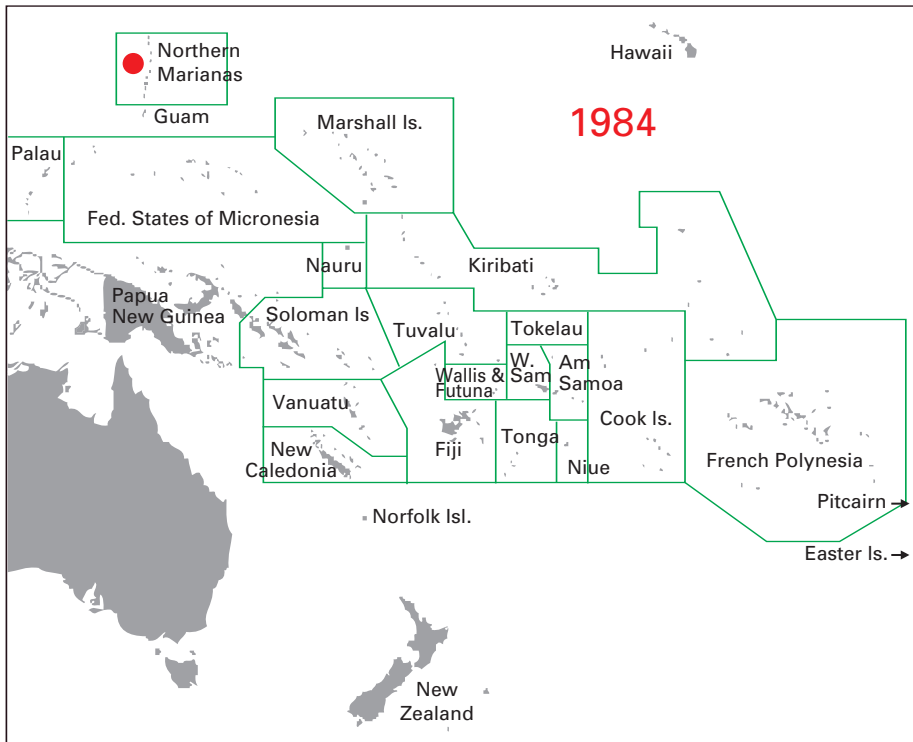 Northern
Marianas
Hawaii
Guam
1984
Marshall Is.
Palau
Fed. States of Micronesia
Nauru
Kiribati
Papua
New Guinea
Soloman Is
Tuvalu
Tokelau
W.
Sam
Am
Samoa
Wallis &
Futuna
Vanuatu
Cook Is.
New
Caledonia
Fiji
Tonga
Niue
French Polynesia
Pitcairn
Norfolk Isl.
Easter Is.
New
Zealand